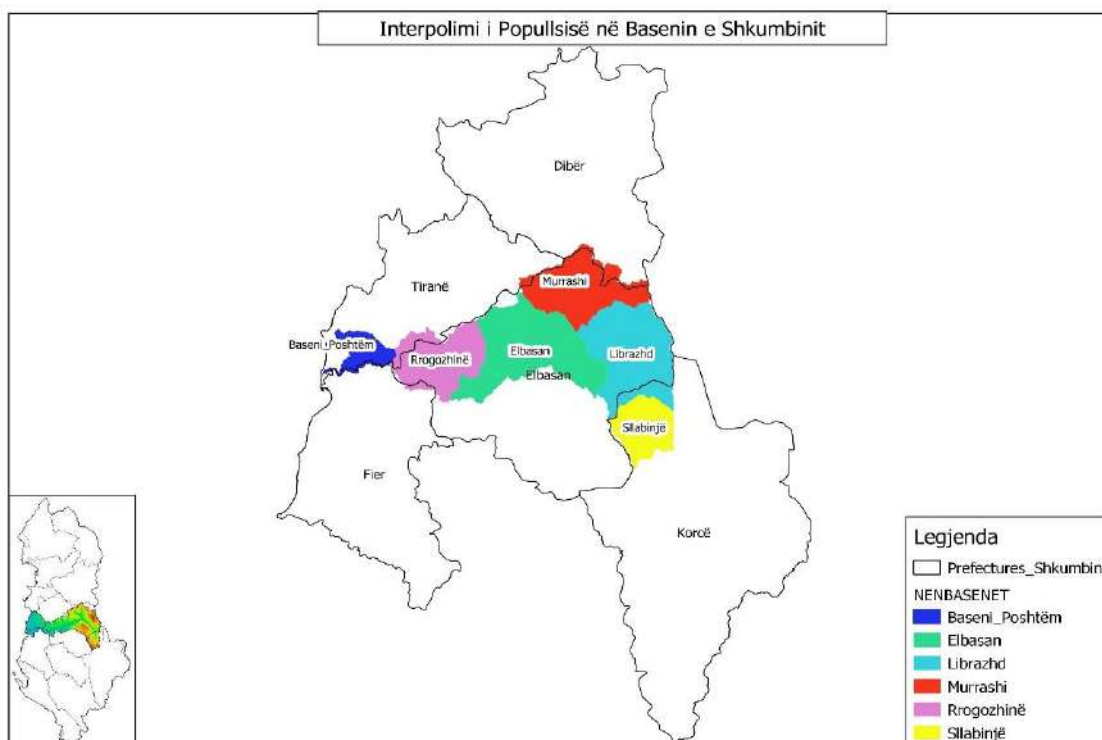 Interpolimi i Popullsisë në Basenin e Shkumbinit
Dibër
Murrashi
Tiranë
Baseni_Poshtëm
Rrogozhinë
Elbasan
Librazhd
Elbasan
Sllabinjë
Fier
Korcë
Legjenda
Prefectures_Shkumbin
NENBASENET
Baseni_Poshtëm
Elbasan
Librazhd
Murrashi
Rrogozhinë
Sllabinjë